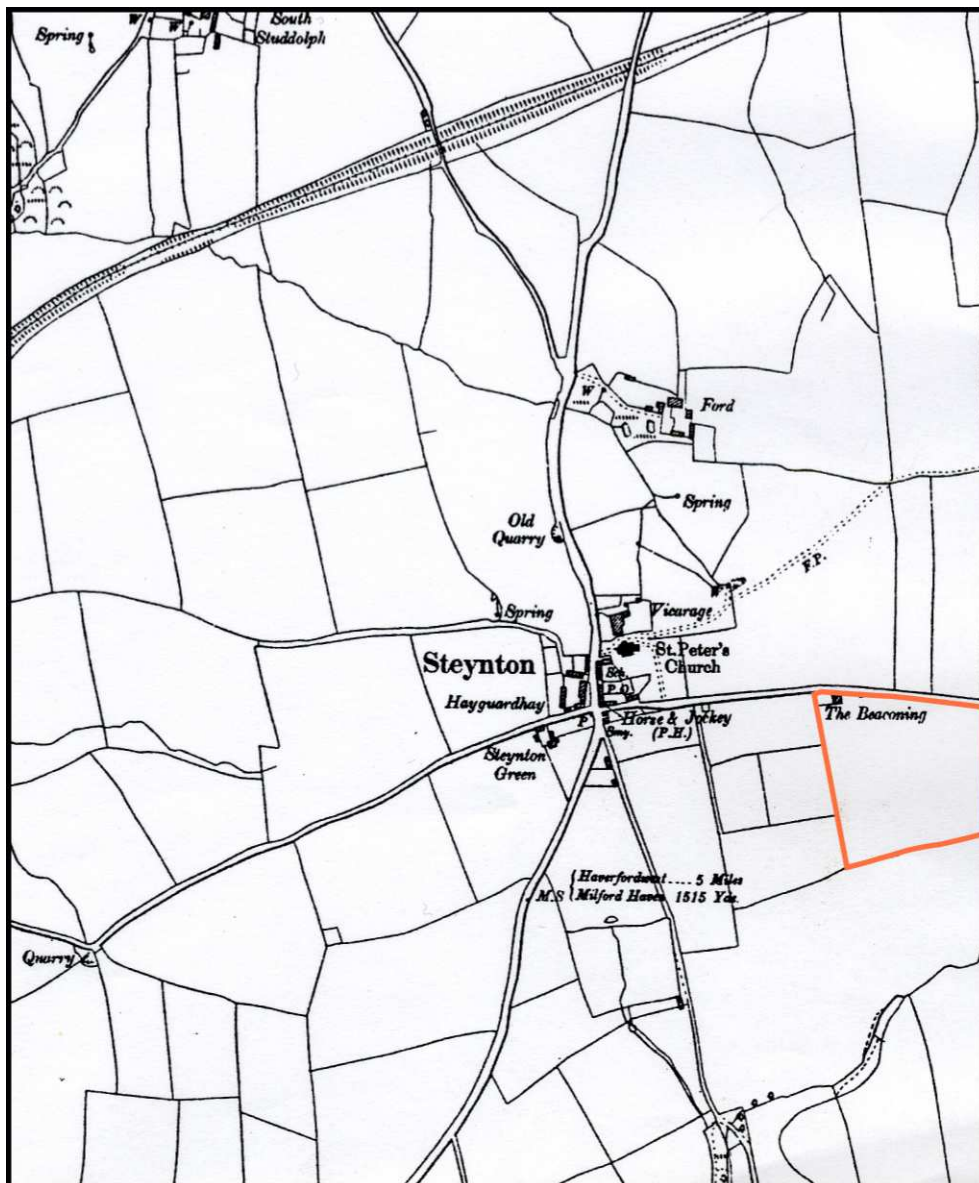 South
Studdolph
W
W
Spring
Ford
W
Spring
Old
Quarry
F.P.
W
Spring
Vicarage
St. Peter's
Church
Steynton
Sch.
P.O.
Hayguardhay
P
Horse & Jockey
(P.H.)
Smy.
The Beaconing
Steynton
Green
Haverfordwest .... 5 Miles
M.S Milford Haven 1515 Yds.
Quarry